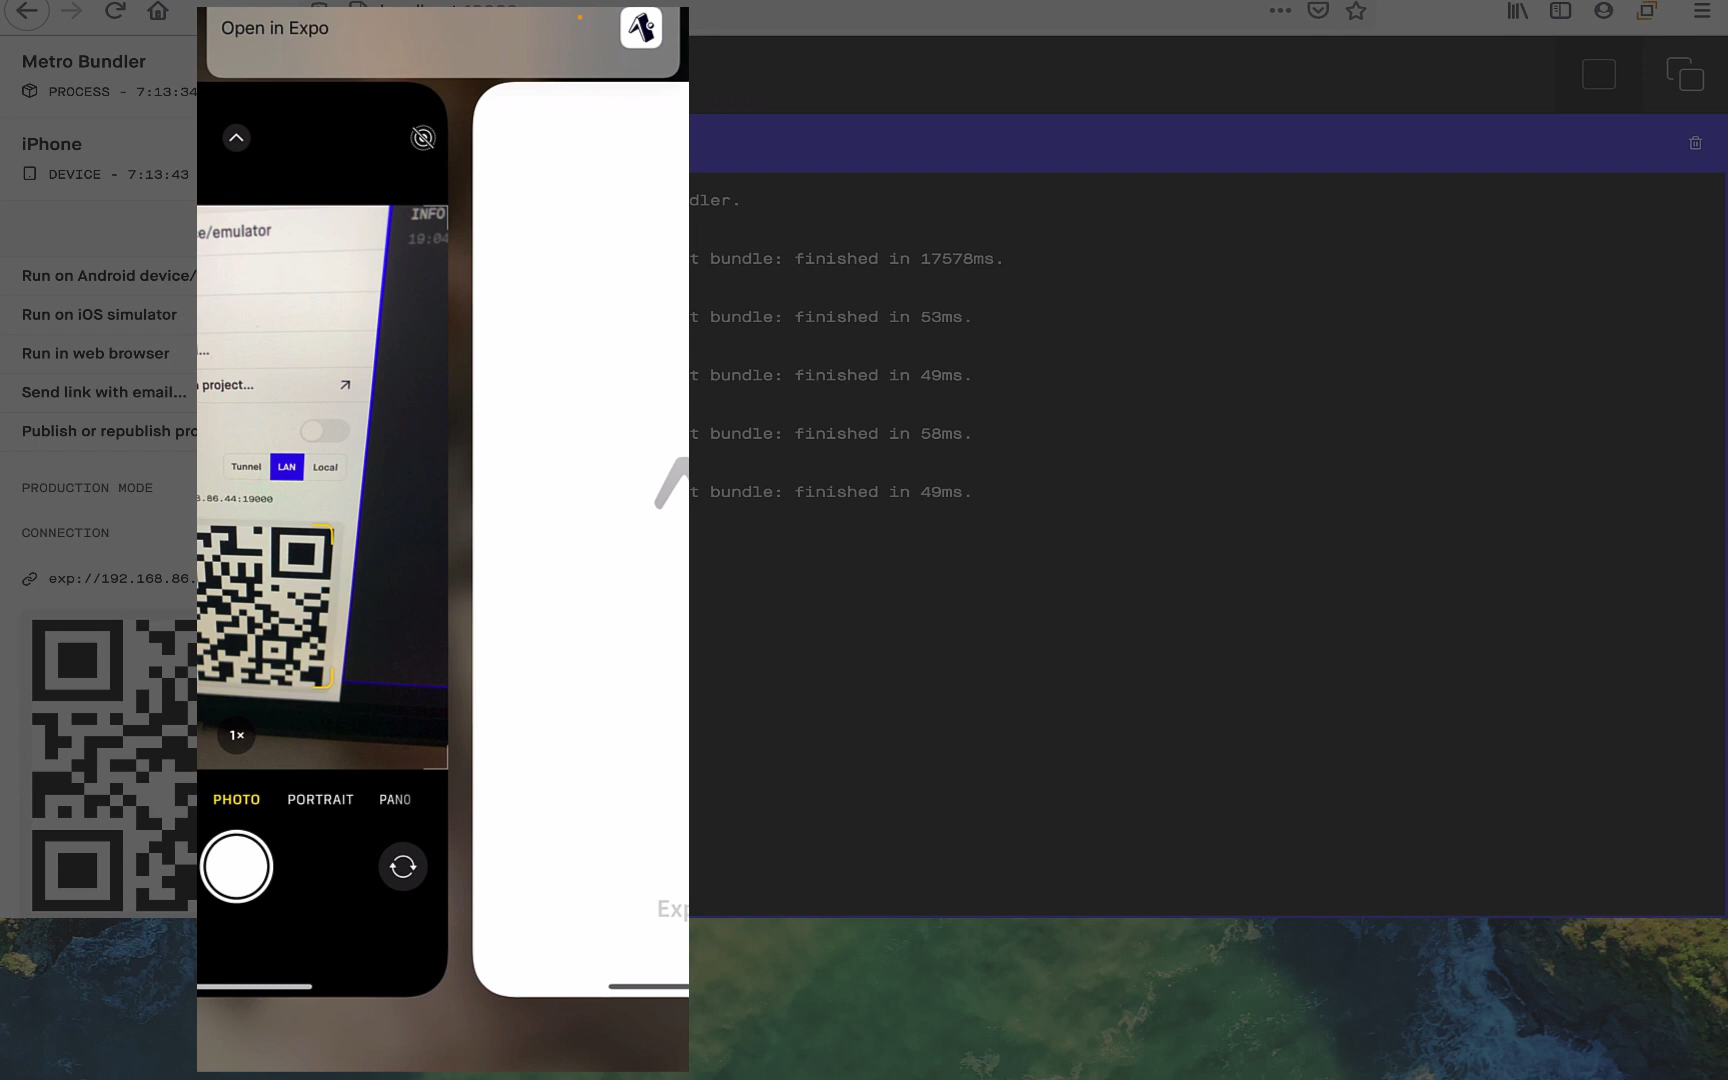 Metro Bundler
PROCESS - 7:13:34
iPhone
DEVICE - 7:13:43
Run on Android device/
Run on iOS simulator
Run in web browser
Send link with email...
Publish or republish pro
PRODUCTION MODE
CONNECTION
exp://192.168.86.
Open in Expo
e/emulator
INFO
19:04
...
project...
Tunnel
LAN
Local
.86.44:19000
1×
PHOTO
PORTRAIT
PANO
Exp
dler.
t bundle: finished in 17578ms.
t bundle: finished in 53ms.
t bundle: finished in 49ms.
t bundle: finished in 58ms.
t bundle: finished in 49ms.